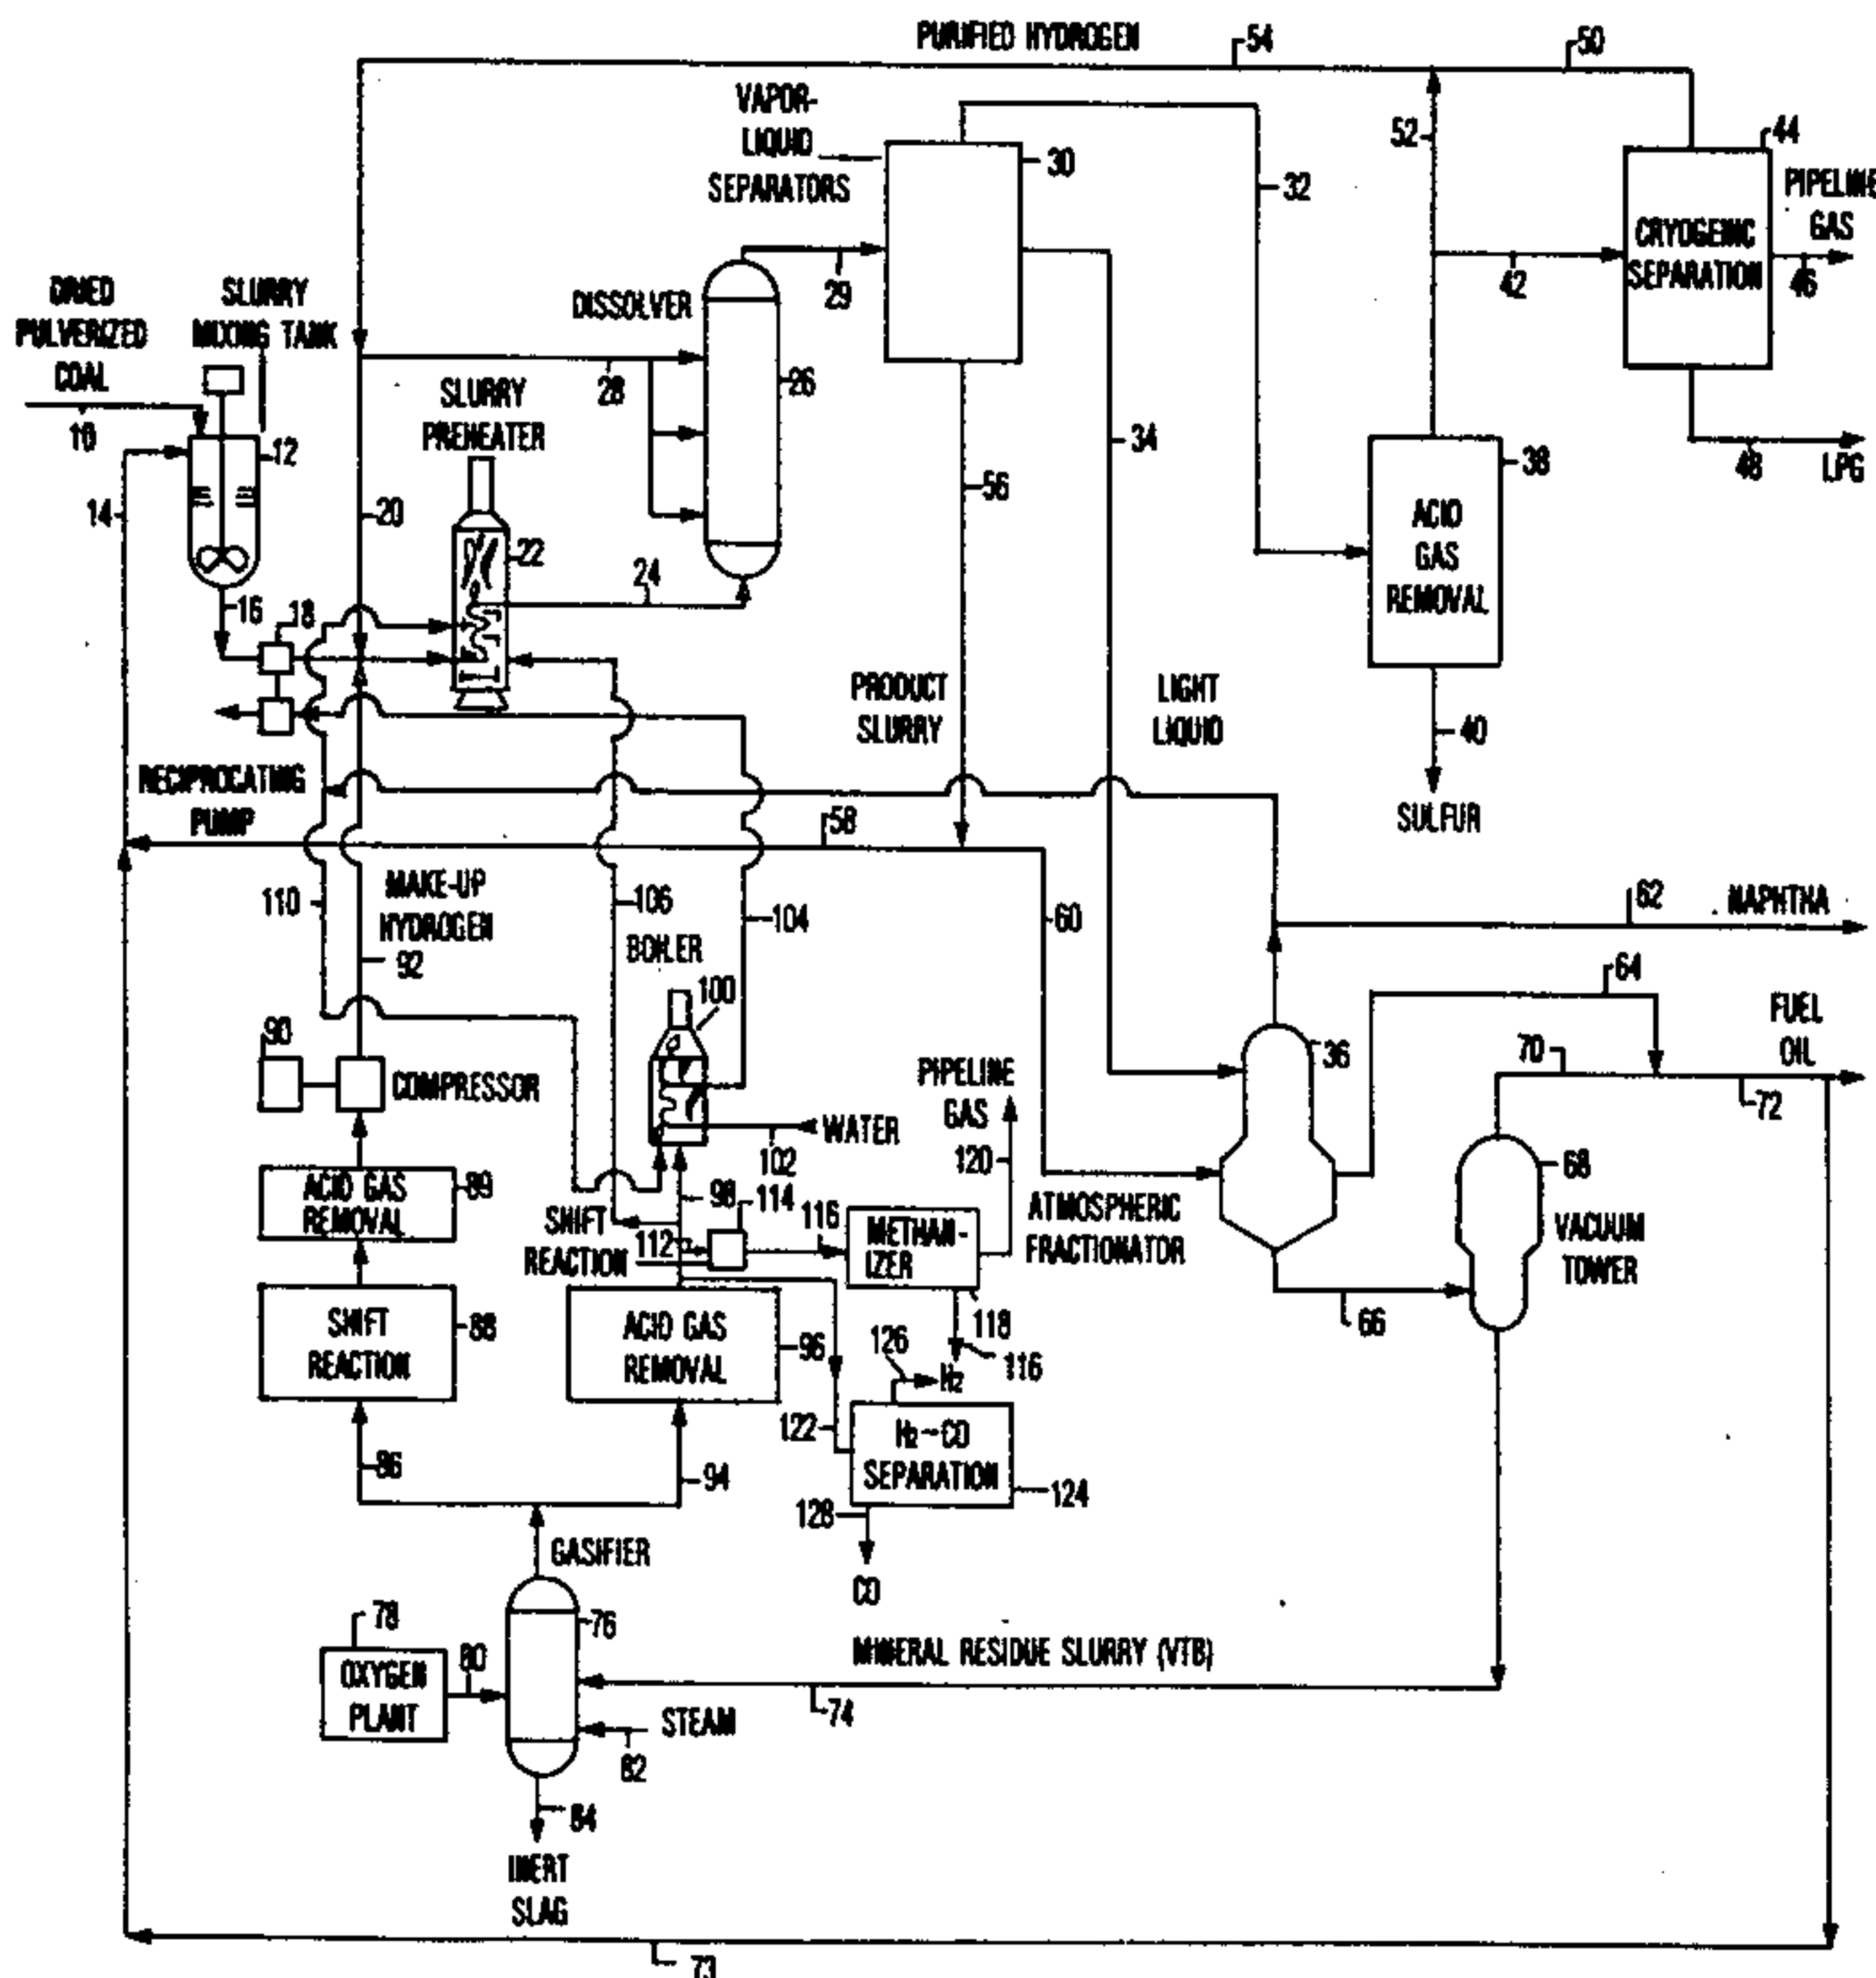 PURIFIED HYDROGEN
54
50
VAPOR-
LIQUID
SEPARATORS
30
32
52
44
PIPELINE
GAS
CRYOGEINC
SEPARATION
42
46
48
LPG
DRIED
PULVERIZED
COAL
10
SLURRY
MIXING TANK
12
14
16
18
20
SLURRY
PREHEATER
22
24
DISSOLVER
26
28
29
34
56
38
ACID
GAS
REMOVAL
40
SULFUR
PRODUCT
SLURRY
LIGHT
LIQUID
RECIPROCATING
PUMP
58
110
MAKE-UP
HYDROGEN
92
106
104
60
62
NAPHTHA
64
FUEL
OIL
BOILER
100
36
70
72
90
COMPRESSOR
PIPELINE
GAS
WATER
102
120
68
ACID GAS
REMOVAL
89
98
114
SHIFT
REACTION
112
116
METHAN-
IZER
ATMOSPHERIC
FRACTIONATOR
VACUUM
TOWER
66
SHIFT
REACTION
88
ACID GAS
REMOVAL
96
118
116
126
H2
122
H2-CO
SEPARATION
124
86
94
128
CO
GASIFIER
78
76
OXYGEN
PLANT
80
MINERAL RESIDUE SLURRY (VTB)
74
STEAM
82
84
INERT
SLAG
73